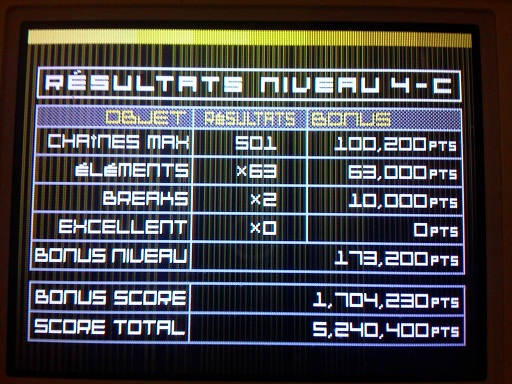 RÉSULTATS NIVEAU 4-C
OBJET RÉSULTATS BONUS
CHAÎNES MAX 501 100,200PTS
ÉLÉMENTS ×63 63,000PTS
BREAKS ×2 10,000PTS
EXCELLENT ×0 0PTS
BONUS NIVEAU 173,200PTS
BONUS SCORE 1,704,230PTS
SCORE TOTAL 5,240,400PTS